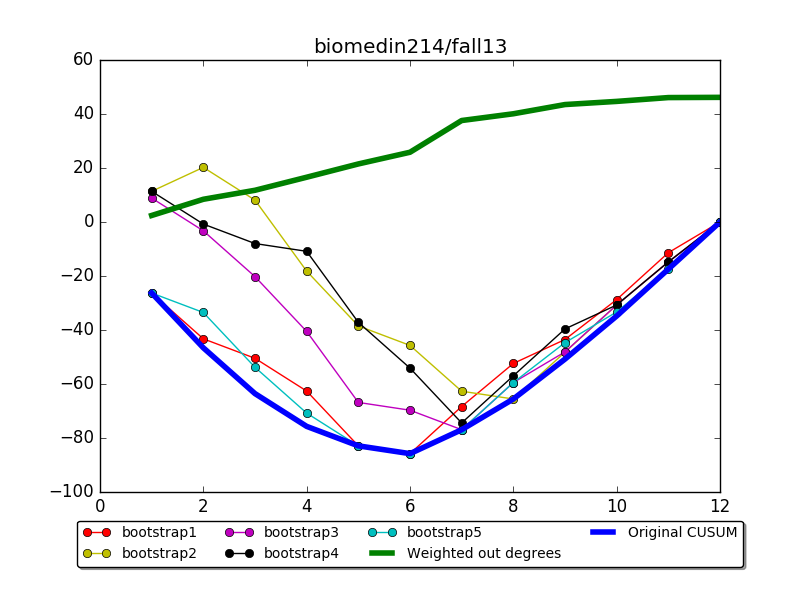 biomedin214/fall13
60
40
20
0
−20
−40
−60
−80
−100
0 2 4 6 8 10 12
bootstrap1 bootstrap3 bootstrap5 Original CUSUM
bootstrap2 bootstrap4 Weighted out degrees